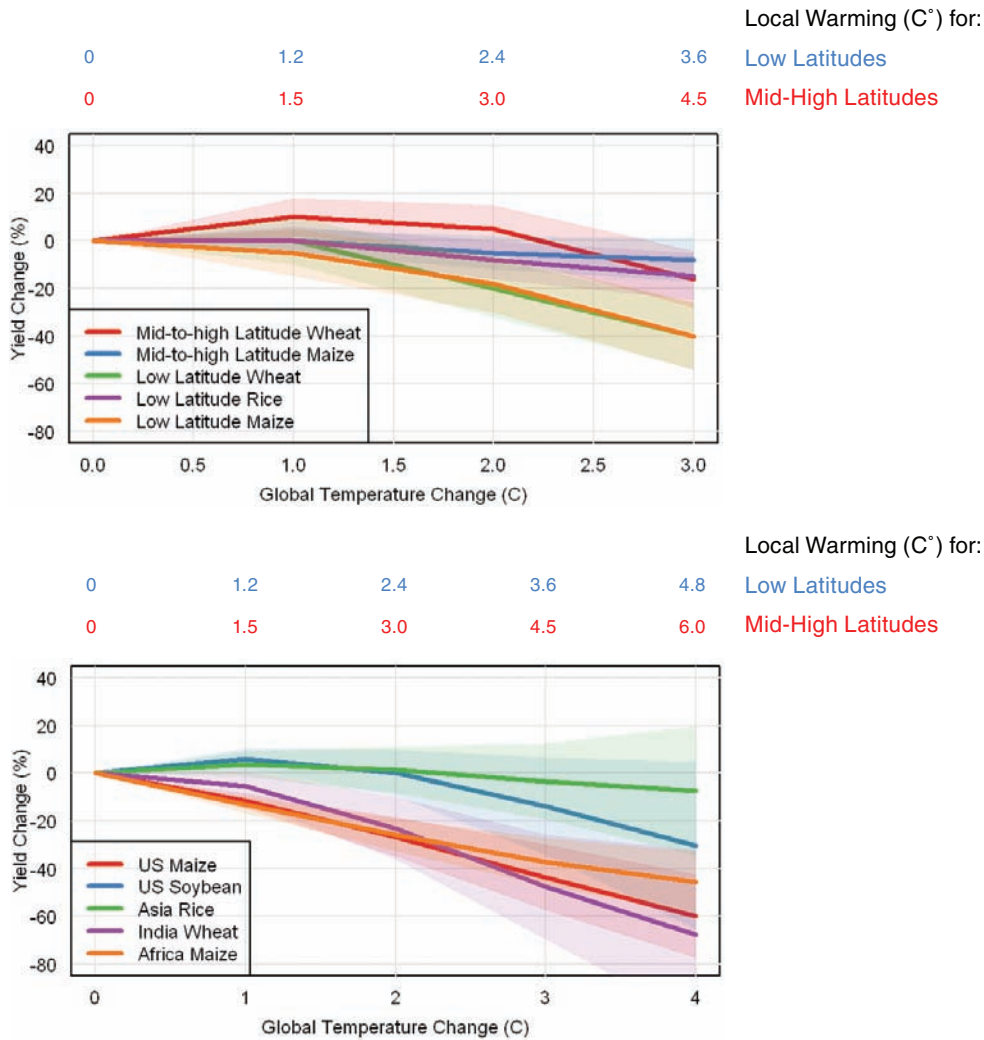 Local Warming (C˚) for:
0 1.2 2.4 3.6 Low Latitudes
0 1.5 3.0 4.5 Mid-High Latitudes
40
20
0
-20
-40
-60
-80
Yield Change (%)
Mid-to-high Latitude Wheat
Mid-to-high Latitude Maize
Low Latitude Wheat
Low Latitude Rice
Low Latitude Maize
0.0 0.5 1.0 1.5 2.0 2.5 3.0
Global Temperature Change (C)
Local Warming (C˚) for:
0 1.2 2.4 3.6 4.8 Low Latitudes
0 1.5 3.0 4.5 6.0 Mid-High Latitudes
40
20
0
-20
-40
-60
-80
Yield Change (%)
US Maize
US Soybean
Asia Rice
India Wheat
Africa Maize
0 1 2 3 4
Global Temperature Change (C)